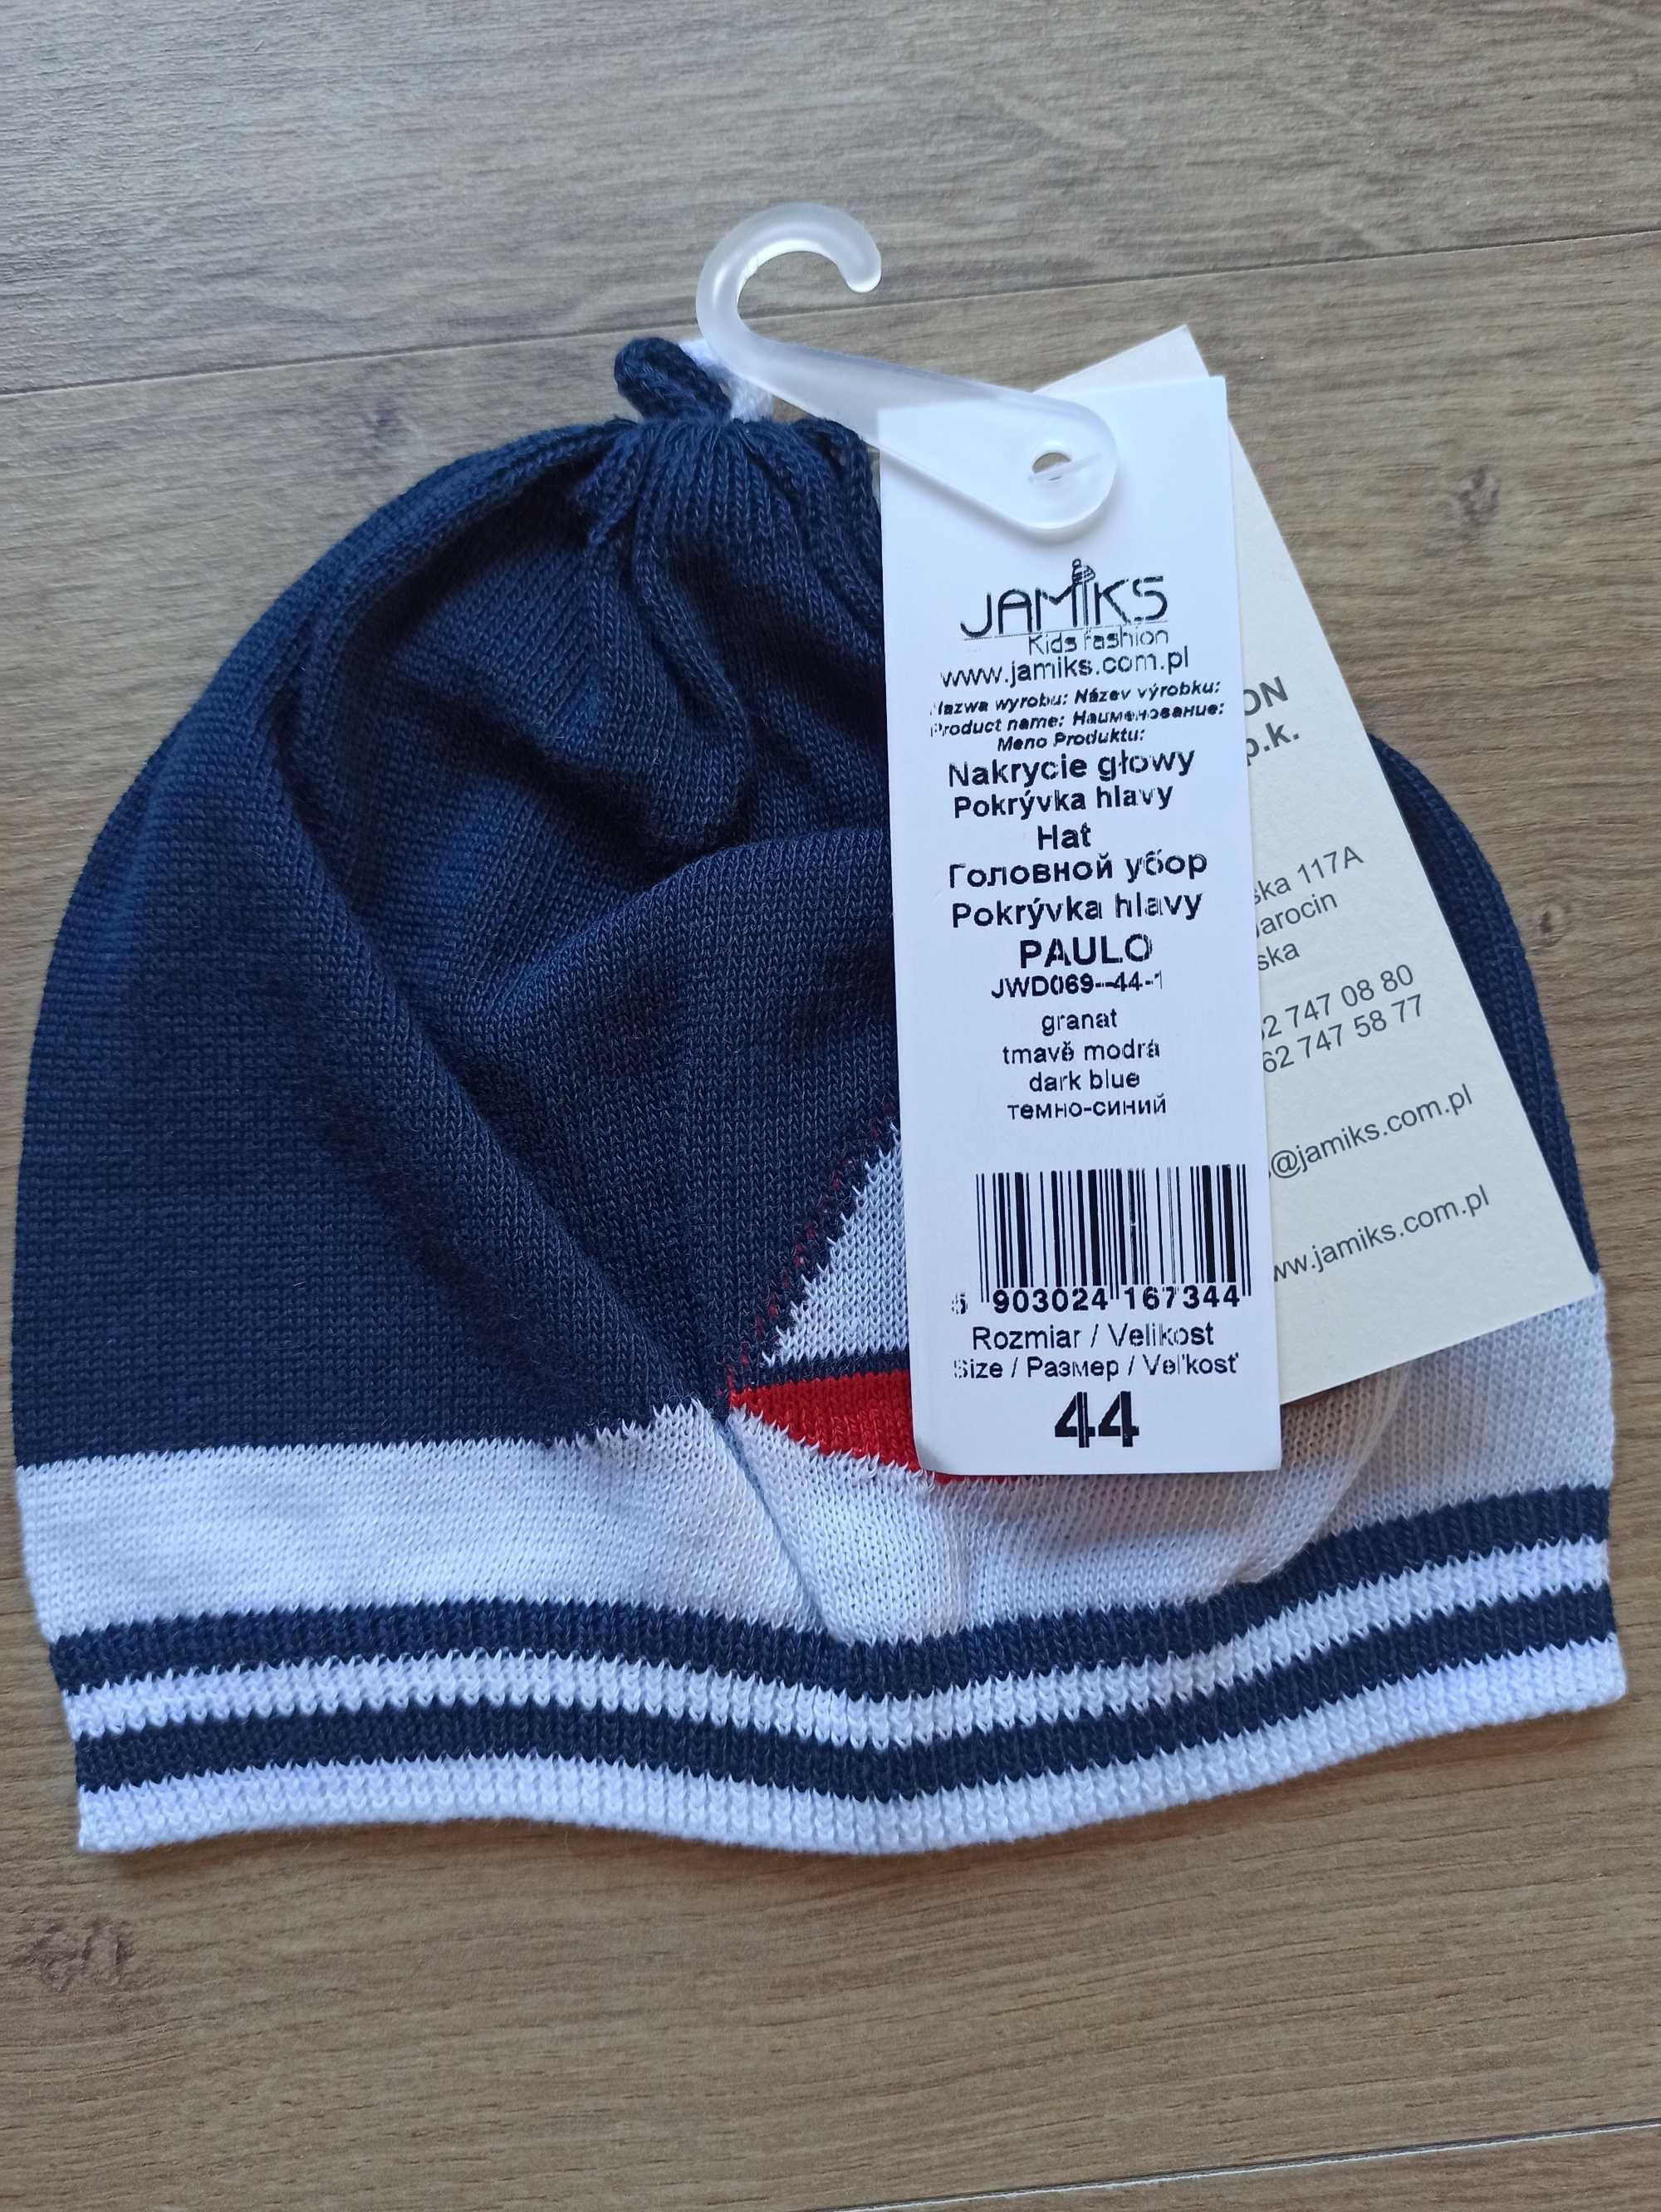 JAMIKS
Kids fashion
www.jamiks.com.pl
Nazwa wyrobu: Název výrobku:
Product name: Наименование:
Meno Produktu:
Nakrycie głowy
Pokrývka hlavy
Hat
Головной убор
Pokrývka hlavy
PAULO
JWD069--44-1
granat
tmavě modrá
dark blue
темно-синий
5 903024 167344
Rozmiar / Velikost
Size / Размер / Veľkosť
44
ON
p.k.
ska 117A
arocin
ska
62 747 08 80
62 747 58 77
@jamiks.com.pl
ww.jamiks.com.pl